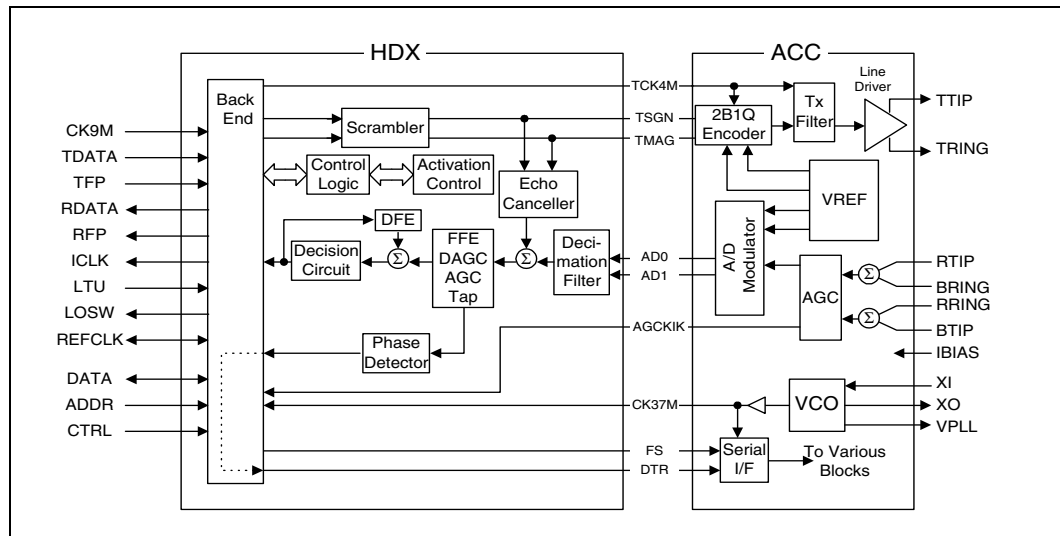 HDX
ACC
Back
End
CK9M
TDATA
TFP
RDATA
RFP
ICLK
LTU
LOSW
REFCLK
DATA
ADDR
CTRL
Scrambler
Control
Logic
Activation
Control
Echo
Canceller
DFE
Decision
Circuit
Σ
FFE
DAGC
AGC
Tap
Σ
Deci-
mation
Filter
Phase
Detector
TCK4M
TSGN
TMAG
AD0
AD1
AGCKIK
CK37M
FS
DTR
2B1Q
Encoder
Tx
Filter
Line
Driver
VREF
A/D
Modulator
AGC
Σ
Σ
VCO
Serial
I/F
To Various
Blocks
TTIP
TRING
RTIP
BRING
RRING
BTIP
IBIAS
XI
XO
VPLL